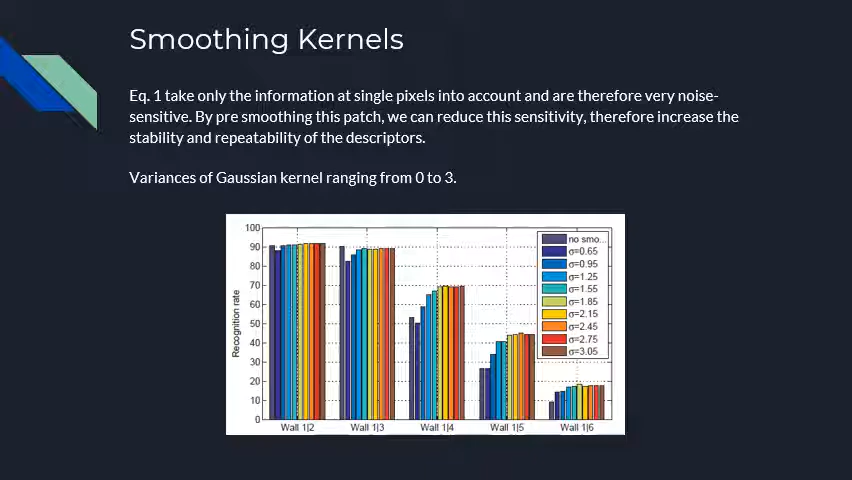 Smoothing Kernels
Eq. 1 take only the information at single pixels into account and are therefore very noise-
sensitive. By pre smoothing this patch, we can reduce this sensitivity, therefore increase the
stability and repeatability of the descriptors.
Variances of Gaussian kernel ranging from 0 to 3.
Recognition rate
100
90
80
70
60
50
40
30
20
10
0
no smo...
σ=0.65
σ=0.95
σ=1.25
σ=1.55
σ=1.85
σ=2.15
σ=2.45
σ=2.75
σ=3.05
Wall 1|2 Wall 1|3 Wall 1|4 Wall 1|5 Wall 1|6